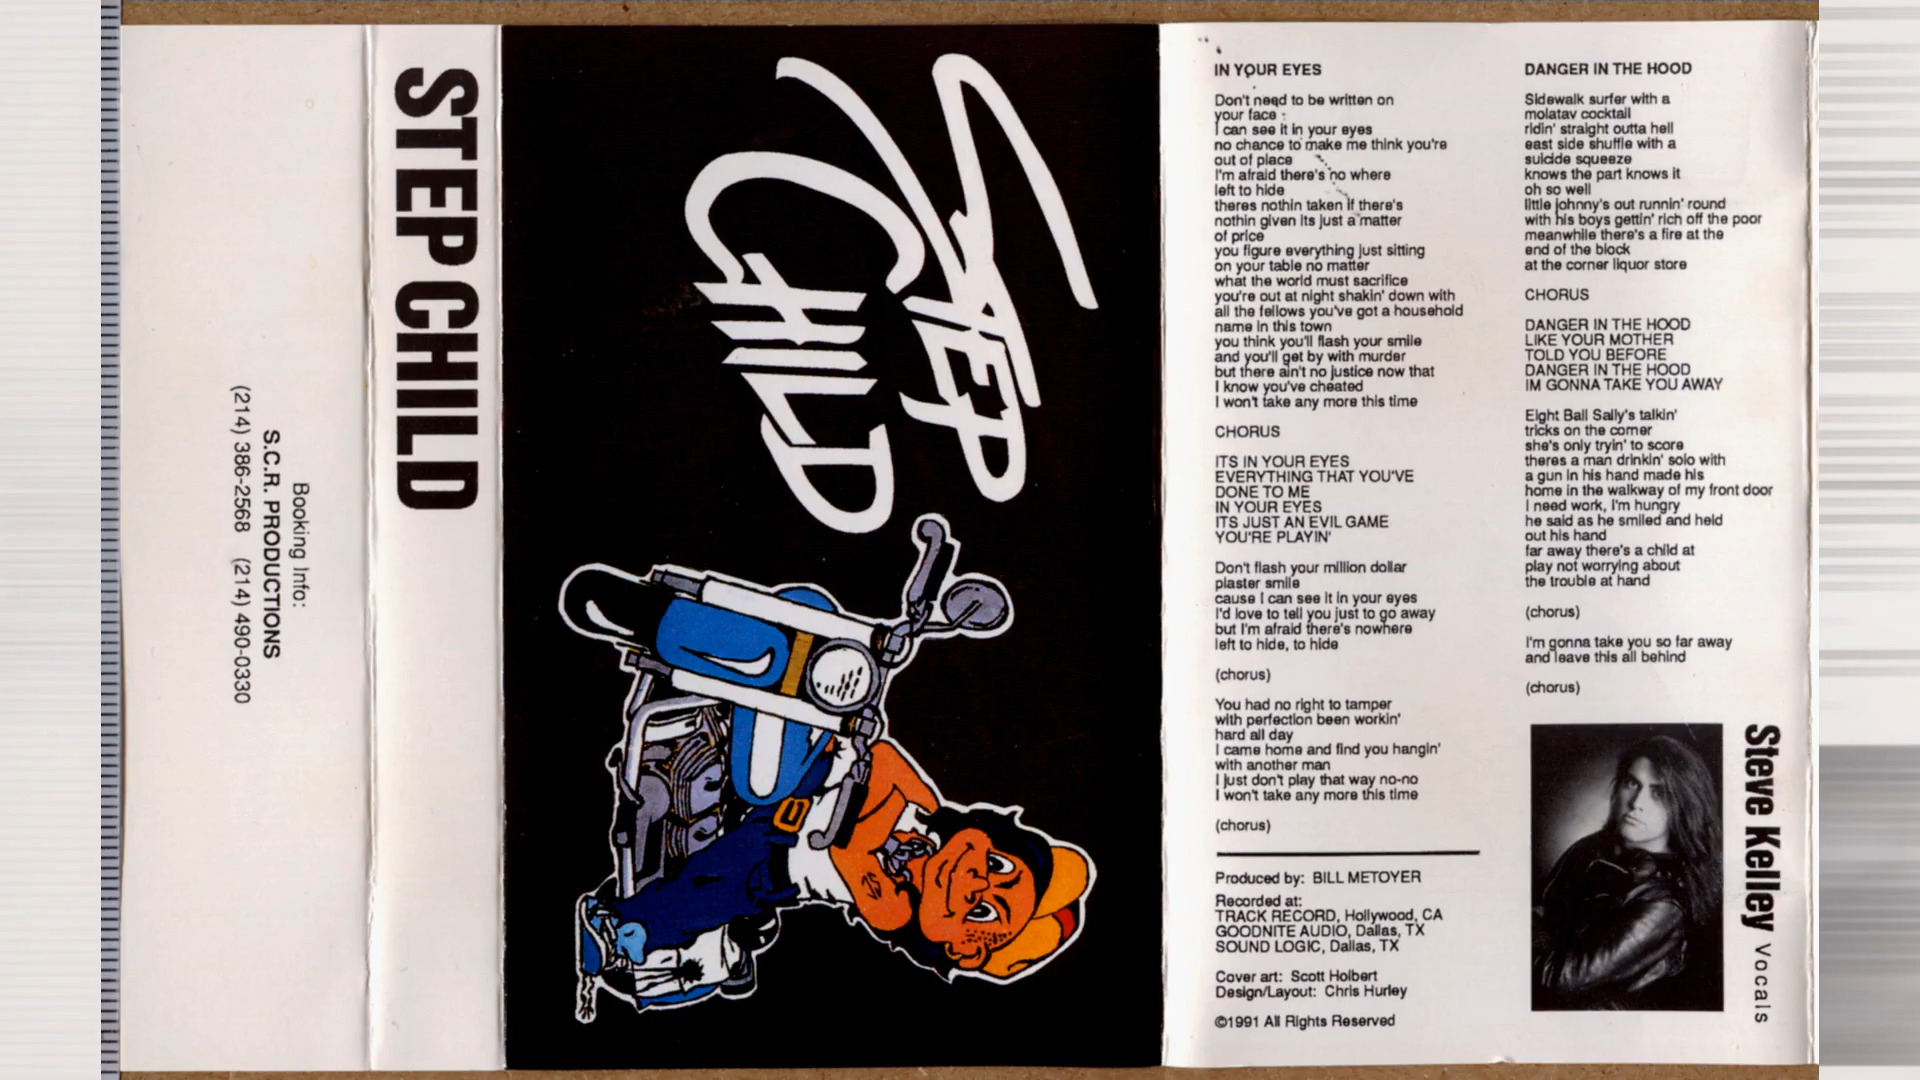 Booking Info:
S.C.R. PRODUCTIONS
(214) 386-2568 (214) 490-0330
STEP CHILD
STEP
CHILD
IN YOUR EYES
Don't need to be written on
your face
I can see it in your eyes
no chance to make me think you're
out of place
I'm afraid there's no where
left to hide
theres nothin taken if there's
nothin given its just a matter
of price
you figure everything just sitting
on your table no matter
what the world must sacrifice
you're out at night shakin' down with
all the fellows you've got a household
name in this town
you think you'll flash your smile
and you'll get by with murder
but there ain't no justice now that
I know you've cheated
I won't take any more this time
CHORUS
ITS IN YOUR EYES
EVERYTHING THAT YOU'VE
DONE TO ME
IN YOUR EYES
ITS JUST AN EVIL GAME
YOU'RE PLAYIN'
Don't flash your million dollar
plaster smile
cause I can see it in your eyes
I'd love to tell you just to go away
but I'm afraid there's nowhere
left to hide, to hide
(chorus)
You had no right to tamper
with perfection been workin'
hard all day
I came home and find you hangin'
with another man
I just don't play that way no-no
I won't take any more this time
(chorus)
Produced by: BILL METOYER
Recorded at:
TRACK RECORD, Hollywood, CA
GOODNITE AUDIO, Dallas, TX
SOUND LOGIC, Dallas, TX
Cover art: Scott Holbert
Design/Layout: Chris Hurley
©1991 All Rights Reserved
DANGER IN THE HOOD
Sidewalk surfer with a
molatav cocktail
ridin' straight outta hell
east side shuffle with a
suicide squeeze
knows the part knows it
oh so well
little johnny's out runnin' round
with his boys gettin' rich off the poor
meanwhile there's a fire at the
end of the block
at the corner liquor store
CHORUS
DANGER IN THE HOOD
LIKE YOUR MOTHER
TOLD YOU BEFORE
DANGER IN THE HOOD
IM GONNA TAKE YOU AWAY
Eight Ball Sally's talkin'
tricks on the corner
she's only tryin' to score
theres a man drinkin' solo with
a gun in his hand made his
home in the walkway of my front door
I need work, I'm hungry
he said as he smiled and held
out his hand
far away there's a child at
play not worrying about
the trouble at hand
(chorus)
I'm gonna take you so far away
and leave this all behind
(chorus)
Steve Kelley Vocals